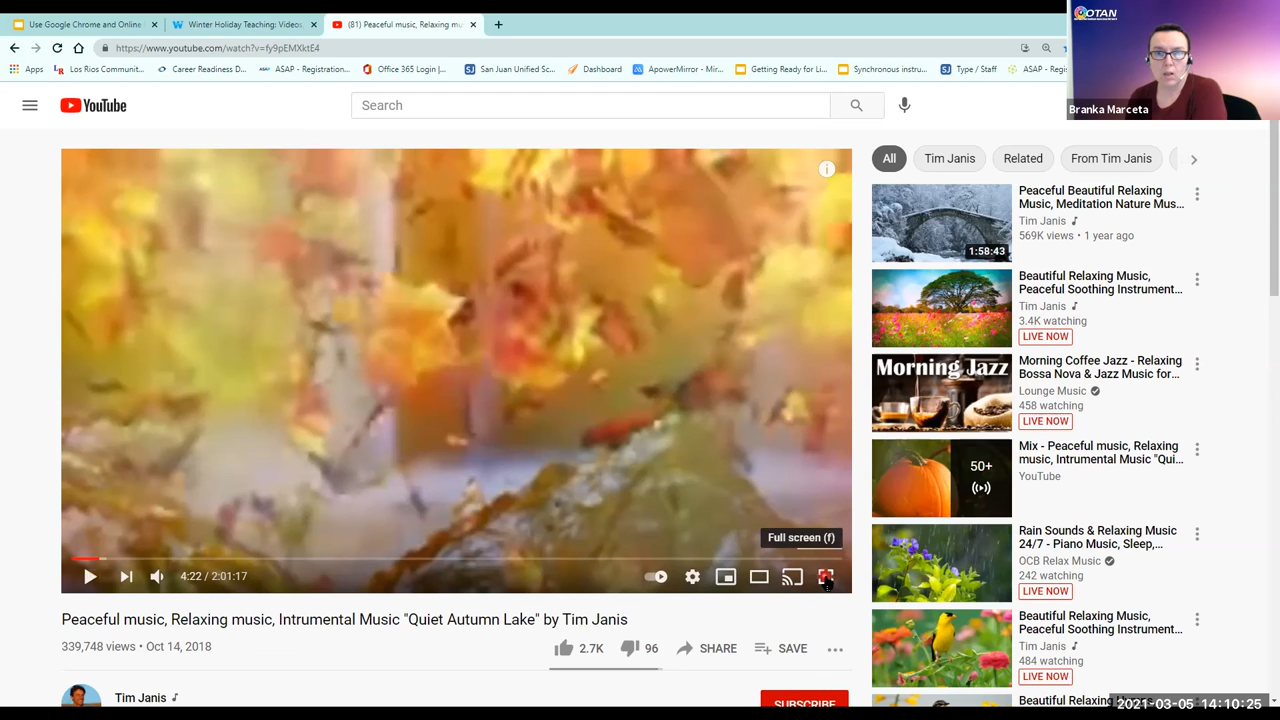 Use Google Chrome and Online
Winter Holiday Teaching: Videos,
(81) Peaceful music, Relaxing mu
https://www.youtube.com/watch?v=fy9pEMXktE4
Apps
Los Rios Communit...
Career Readiness D...
ASAP - Registration...
Office 365 Login |...
San Juan Unified Sc...
Dashboard
ApowerMirror - Mir...
Getting Ready for Li...
Synchronous instru...
Type / Staff
ASAP - Regis
OTAN
Branka Marceta
YouTube
Search
All
Tim Janis
Related
From Tim Janis
Full screen (f)
4:22 / 2:01:17
Peaceful music, Relaxing music, Intrumental Music "Quiet Autumn Lake" by Tim Janis
339,748 views • Oct 14, 2018
2.7K
96
SHARE
SAVE
Tim Janis
SUBSCRIBE
1:58:43
Peaceful Beautiful Relaxing
Music, Meditation Nature Mus...
Tim Janis
569K views • 1 year ago
Beautiful Relaxing Music,
Peaceful Soothing Instrument...
Tim Janis
3.4K watching
LIVE NOW
Morning Jazz
Morning Coffee Jazz - Relaxing
Bossa Nova & Jazz Music for...
Lounge Music
458 watching
LIVE NOW
50+
Mix - Peaceful music, Relaxing
music, Intrumental Music "Qui...
YouTube
Rain Sounds & Relaxing Music
24/7 - Piano Music, Sleep,...
OCB Relax Music
242 watching
LIVE NOW
Beautiful Relaxing Music,
Peaceful Soothing Instrument...
Tim Janis
484 watching
LIVE NOW
Beautiful Relaxing
2021-03-05 14:10:25